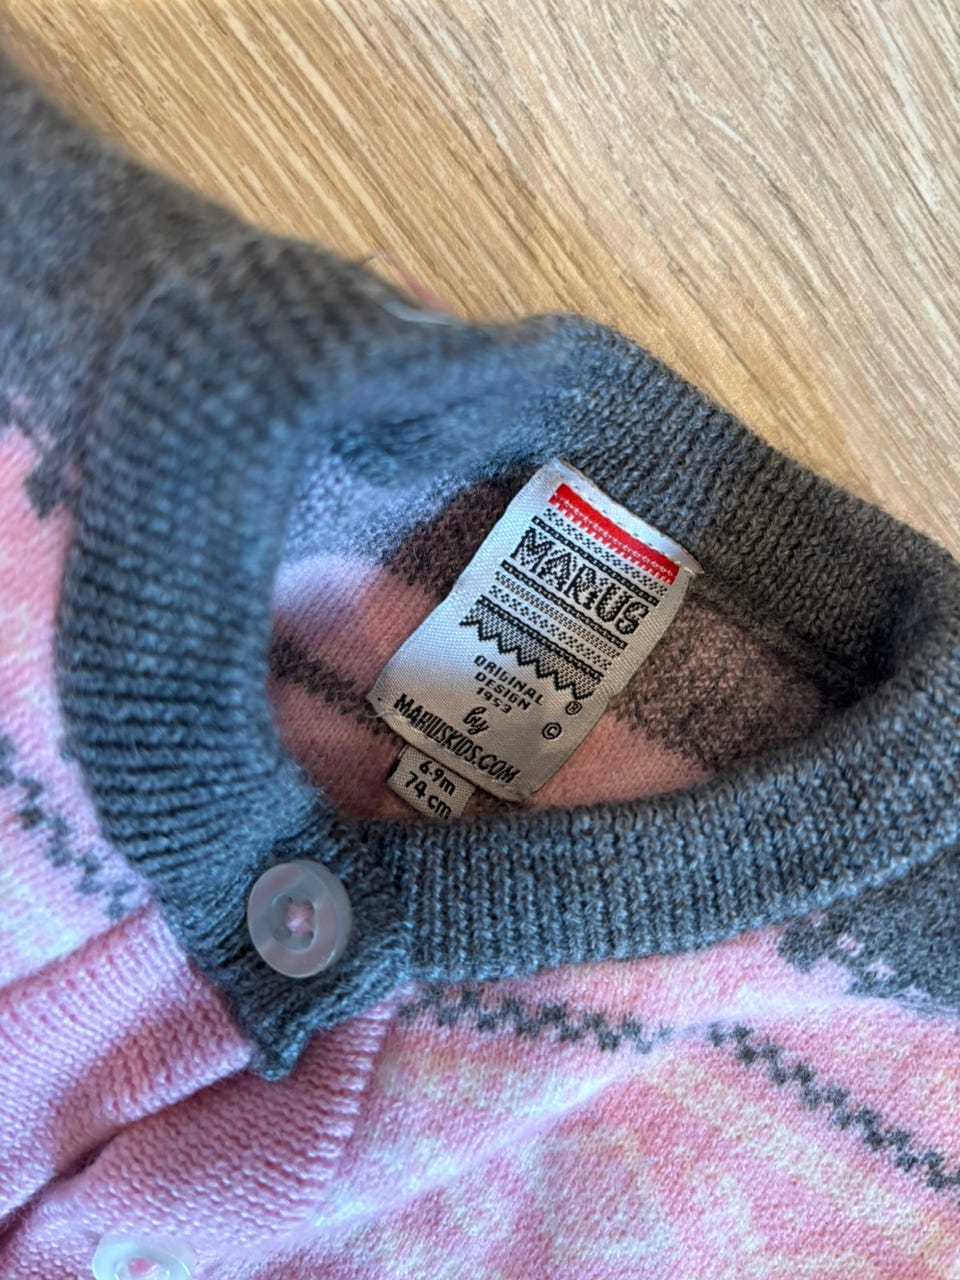 MARIUS
®
ORIGINAL
DESIGN
1953
©
by
MARIUSKIDS.COM
6-9m
74 cm